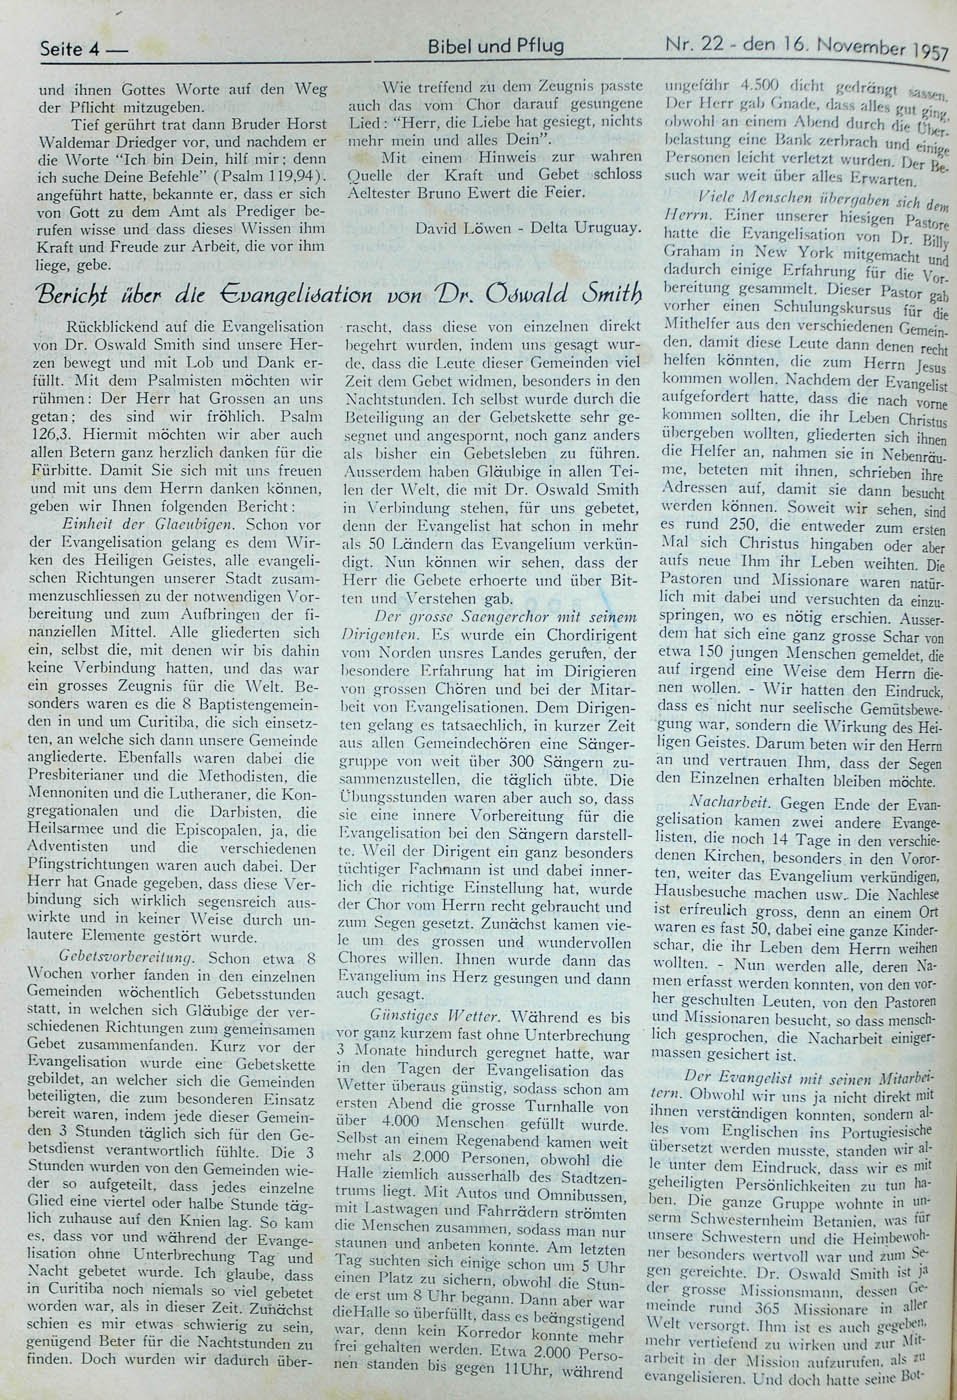 Seite 4 —
Bibel und Pflug
Nr. 22 - den 16. November 1957
und ihnen Gottes Worte auf den Weg
der Pflicht mitzugeben.
Tief gerührt trat dann Bruder Horst
Waldemar Driedger vor, und nachdem er
die Worte “Ich bin Dein, hilf mir; denn
ich suche Deine Befehle” (Psalm 119,94).
angeführt hatte, bekannte er, dass er sich
von Gott zu dem Amt als Prediger be-
rufen wisse und dass dieses Wissen ihm
Kraft und Freude zur Arbeit, die vor ihm
liege, gebe.
Wie treffend zu dem Zeugnis passte
auch das vom Chor darauf gesungene
Lied: “Herr, die Liebe hat gesiegt, nichts
mehr mein und alles Dein”.
Mit einem Hinweis zur wahren
Quelle der Kraft und Gebet schloss
Aeltester Bruno Ewert die Feier.
David Löwen - Delta Uruguay.
Bericht über die Evangelisation von Dr. Oswald Smith
Rückblickend auf die Evangelisation
von Dr. Oswald Smith sind unsere Her-
zen bewegt und mit Lob und Dank er-
füllt. Mit dem Psalmisten möchten wir
rühmen: Der Herr hat Grossen an uns
getan; des sind wir fröhlich. Psalm
126,3. Hiermit möchten wir aber auch
allen Betern ganz herzlich danken für die
Fürbitte. Damit Sie sich mit uns freuen
und mit uns dem Herrn danken können,
geben wir Ihnen folgenden Bericht:
Einheit der Glaeubigen. Schon vor
der Evangelisation gelang es dem Wir-
ken des Heiligen Geistes, alle evangeli-
schen Richtungen unserer Stadt zusam-
menzuschliessen zu der notwendigen Vor-
bereitung und zum Aufbringen der fi-
nanziellen Mittel. Alle gliederten sich
ein, selbst die, mit denen wir bis dahin
keine Verbindung hatten, und das war
ein grosses Zeugnis für die Welt. Be-
sonders waren es die 8 Baptistengemein-
den in und um Curitiba, die sich einsetz-
ten, an welche sich dann unsere Gemeinde
angliederte. Ebenfalls waren dabei die
Presbiterianer und die Methodisten, die
Mennoniten und die Lutheraner, die Kon-
gregationalen und die Darbisten, die
Heilsarmee und die Episcopalen, ja, die
Adventisten und die verschiedenen
Pfingstrichtungen waren auch dabei. Der
Herr hat Gnade gegeben, dass diese Ver-
bindung sich wirklich segensreich aus-
wirkte und in keiner Weise durch un-
lautere Elemente gestört wurde.
Gebetsvorbereitung. Schon etwa 8
Wochen vorher fanden in den einzelnen
Gemeinden wöchentlich Gebetsstunden
statt, in welchen sich Gläubige der ver-
schiedenen Richtungen zum gemeinsamen
Gebet zusammenfanden. Kurz vor der
Evangelisation wurde eine Gebetskette
gebildet, an welcher sich die Gemeinden
beteiligten, die zum besonderen Einsatz
bereit waren, indem jede dieser Gemein-
den 3 Stunden täglich sich für den Ge-
betsdienst verantwortlich fühlte. Die 3
Stunden wurden von den Gemeinden wie-
der so aufgeteilt, dass jedes einzelne
Glied eine viertel oder halbe Stunde täg-
lich zuhause auf den Knien lag. So kam
es, dass vor und während der Evange-
lisation ohne Unterbrechung Tag und
Nacht gebetet wurde. Ich glaube, dass
in Curitiba noch niemals so viel gebetet
worden war, als in dieser Zeit. Zunächst
schien es mir etwas schwierig zu sein,
genügend Beter für die Nachtstunden zu
finden. Doch wurden wir dadurch über-
rascht, dass diese von einzelnen direkt
begehrt wurden, indem uns gesagt wur-
de, dass die Leute dieser Gemeinden viel
Zeit dem Gebet widmen, besonders in den
Nachtstunden. Ich selbst wurde durch die
Beteiligung an der Gebetskette sehr ge-
segnet und angespornt, noch ganz anders
als bisher ein Gebetsleben zu führen.
Ausserdem haben Gläubige in allen Tei-
len der Welt, die mit Dr. Oswald Smith
in Verbindung stehen, für uns gebetet,
denn der Evangelist hat schon in mehr
als 50 Ländern das Evangelium verkün-
digt. Nun können wir sehen, dass der
Herr die Gebete erhoerte und über Bit-
ten und Verstehen gab.
Der grosse Saengerchor mit seinem
Dirigenten. Es wurde ein Chordirigent
vom Norden unsres Landes gerufen, der
besondere Erfahrung hat im Dirigieren
von grossen Chören und bei der Mitar-
beit von Evangelisationen. Dem Dirigen-
ten gelang es tatsaechlich, in kurzer Zeit
aus allen Gemeindechören eine Sänger-
gruppe von weit über 300 Sängern zu-
sammenzustellen, die täglich übte. Die
Übungsstunden waren aber auch so, dass
sie eine innere Vorbereitung für die
Evangelisation bei den Sängern darstell-
te. Weil der Dirigent ein ganz besonders
tüchtiger Fachmann ist und dabei inner-
lich die richtige Einstellung hat, wurde
der Chor vom Herrn recht gebraucht und
zum Segen gesetzt. Zunächst kamen vie-
le um des grossen und wundervollen
Chores willen. Ihnen wurde dann das
Evangelium ins Herz gesungen und dann
auch gesagt.
Günstiges Wetter. Während es bis
vor ganz kurzem fast ohne Unterbrechung
3 Monate hindurch geregnet hatte, war
in den Tagen der Evangelisation das
Wetter überaus günstig, sodass schon am
ersten Abend die grosse Turnhalle von
über 4.000 Menschen gefüllt wurde.
Selbst an einem Regenabend kamen weit
mehr als 2.000 Personen, obwohl die
Halle ziemlich ausserhalb des Stadtzen-
trums liegt. Mit Autos und Omnibussen,
mit Lastwagen und Fahrrädern strömten
die Menschen zusammen, sodass man nur
staunen und anbeten konnte. Am letzten
Tag suchten sich einige schon um 5 Uhr
einen Platz zu sichern, obwohl die Stun-
de erst um 8 Uhr begann. Dann aber war
dieHalle so überfüllt, dass es beängstigend
war, denn kein Korredor konnte mehr
frei gehalten werden. Etwa 2.000 Perso-
nen standen bis gegen 11Uhr, während
ungefähr 4.500 dicht gedrängt sassen.
Der Herr gab Gnade, dass alles gut ging,
obwohl an einem Abend durch die Über-
belastung eine Bank zerbrach und einige
Personen leicht verletzt wurden. Der Be-
such war weit über alles Erwarten.
Viele Menschen übergaben sich dem
Herrn. Einer unserer hiesigen Pastore
hatte die Evangelisation von Dr. Billy
Graham in New York mitgemacht und
dadurch einige Erfahrung für die Vor-
bereitung gesammelt. Dieser Pastor gab
vorher einen Schulungskursus für die
Mithelfer aus den verschiedenen Gemein-
den, damit diese Leute dann denen recht
helfen könnten, die zum Herrn Jesus
kommen wollen. Nachdem der Evangelist
aufgefordert hatte, dass die nach vorne
kommen sollten, die ihr Leben Christus
übergeben wollten, gliederten sich ihnen
die Helfer an, nahmen sie in Nebenräu-
me, beteten mit ihnen, schrieben ihre
Adressen auf, damit sie dann besucht
werden können. Soweit wir sehen, sind
es rund 250, die entweder zum ersten
Mal sich Christus hingaben oder aber
aufs neue Ihm ihr Leben weihten. Die
Pastoren und Missionare waren natür-
lich mit dabei und versuchten da einzu-
springen, wo es nötig erschien. Ausser-
dem hat sich eine ganz grosse Schar von
etwa 150 jungen Menschen gemeldet, die
auf irgend eine Weise dem Herrn die-
nen wollen. - Wir hatten den Eindruck,
dass es nicht nur seelische Gemütsbewe-
gung war, sondern die Wirkung des Hei-
ligen Geistes. Darum beten wir den Herrn
an und vertrauen Ihm, dass der Segen
den Einzelnen erhalten bleiben möchte.
Nacharbeit. Gegen Ende der Evan-
gelisation kamen zwei andere Evange-
listen, die noch 14 Tage in den verschie-
denen Kirchen, besonders in den Voror-
ten, weiter das Evangelium verkündigen,
Hausbesuche machen usw.. Die Nachlese
ist erfreulich gross, denn an einem Ort
waren es fast 50, dabei eine ganze Kinder-
schar, die ihr Leben dem Herrn weihen
wollten. - Nun werden alle, deren Na-
men erfasst werden konnten, von den vor-
her geschulten Leuten, von den Pastoren
und Missionaren besucht, so dass mensch-
lich gesprochen, die Nacharbeit einiger-
massen gesichert ist.
Der Evangelist mit seinen Mitarbei-
tern. Obwohl wir uns ja nicht direkt mit
ihnen verständigen konnten, sondern al-
les vom Englischen ins Portugiesische
übersetzt werden musste, standen wir al-
le unter dem Eindruck, dass wir es mit
geheiligten Persönlichkeiten zu tun ha-
ben. Die ganze Gruppe wohnte in un-
serm Schwesternheim Betanien, was für
unsere Schwestern und die Heimbewoh-
ner besonders wertvoll war und zum Se-
gen gereichte. Dr. Oswald Smith ist ja
der grosse Missionsmann, dessen Ge-
meinde rund 365 Missionare in aller
Welt versorgt. Ihm ist es auch gegeben,
mehr vertiefend zu wirken und zur Mit-
arbeit in der Mission aufzurufen, als zu
evangelisieren. Und doch hatte seine Bot-